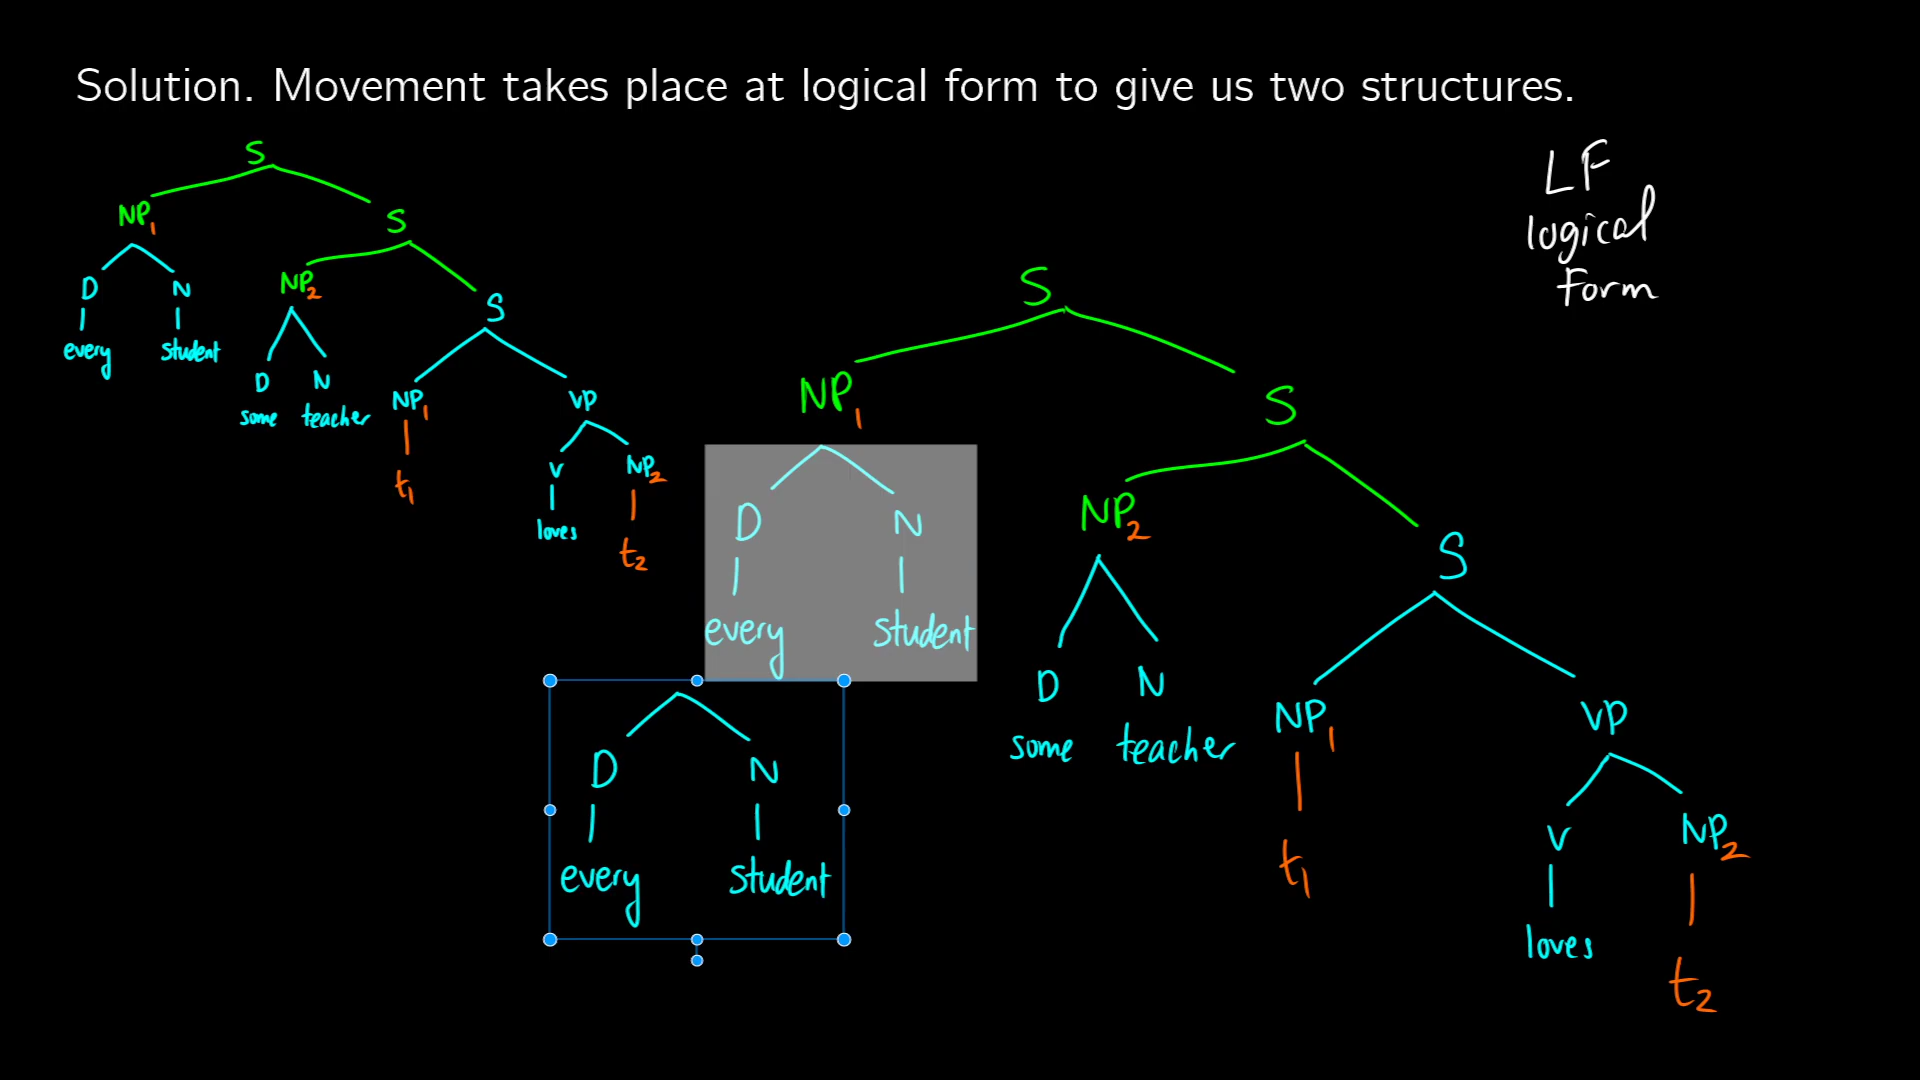 Solution. Movement takes place at logical form to give us two structures.
S
NP1 S
D N NP2 S
every student
D N NP1 VP
some teacher
t1 V NP2
loves t2
LF
logical
Form
S
NP1 S
D N NP2 S
every student
D N NP1 VP
some teacher
t1 V NP2
loves t2
D N
every student